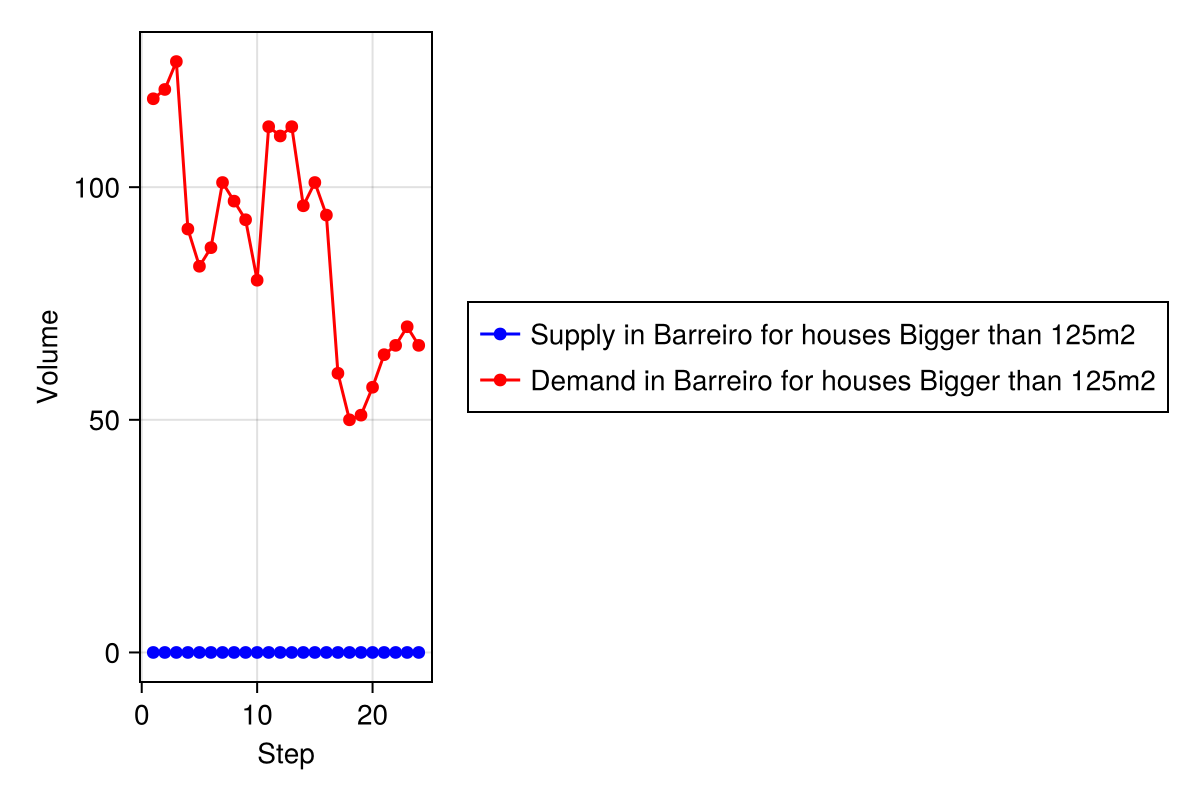 Volume
100
50
0
0 10 20
Step
Supply in Barreiro for houses Bigger than 125m2
Demand in Barreiro for houses Bigger than 125m2